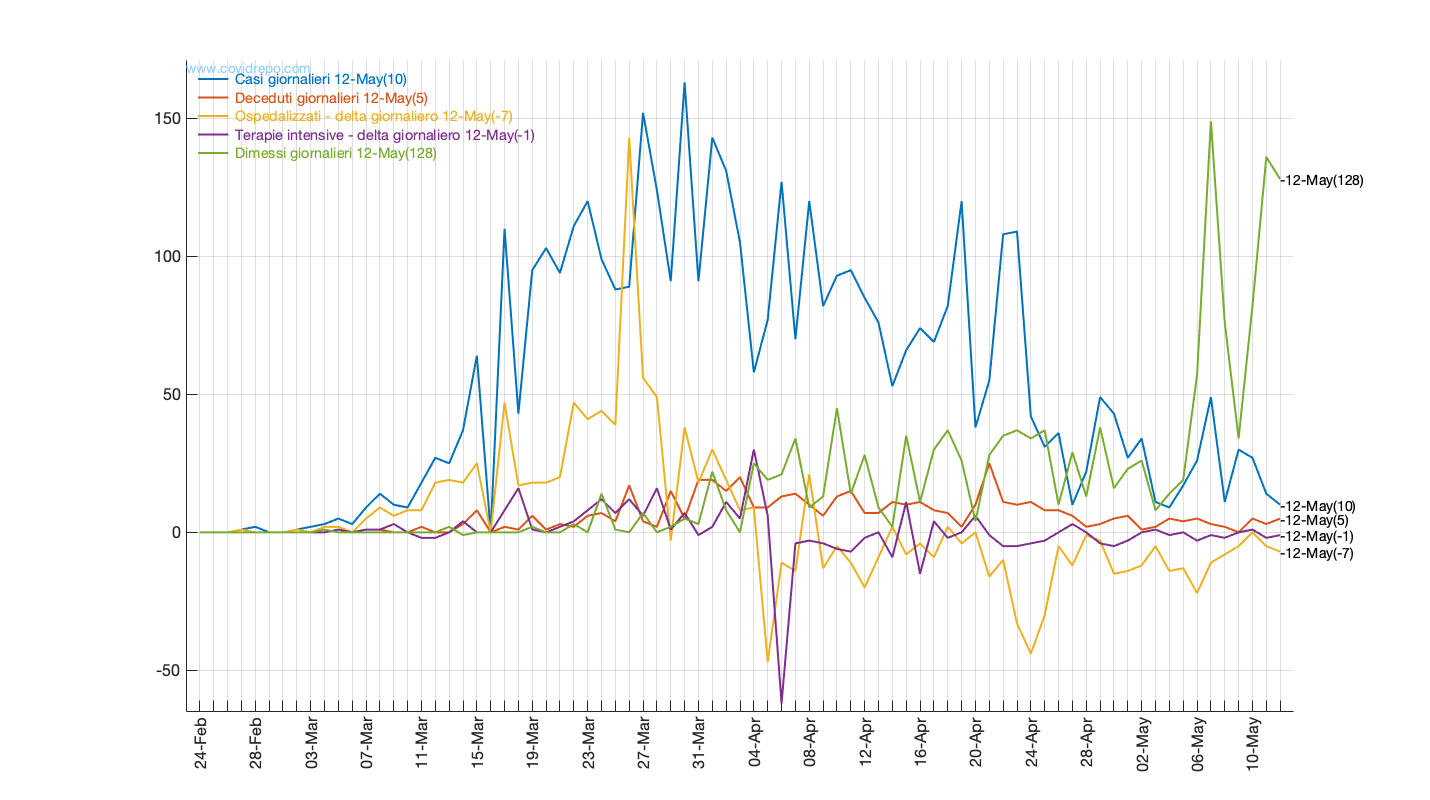 www.covidrepo.com
Casi giornalieri 12-May(10)
Deceduti giornalieri 12-May(5)
Ospedalizzati - delta giornaliero 12-May(-7)
Terapie intensive - delta giornaliero 12-May(-1)
Dimessi giornalieri 12-May(128)
150
100
50
0
-50
-12-May(128)
-12-May(10)
-12-May(5)
-12-May(-1)
-12-May(-7)
24-Feb
28-Feb
03-Mar
07-Mar
11-Mar
15-Mar
19-Mar
23-Mar
27-Mar
31-Mar
04-Apr
08-Apr
12-Apr
16-Apr
20-Apr
24-Apr
28-Apr
02-May
06-May
10-May